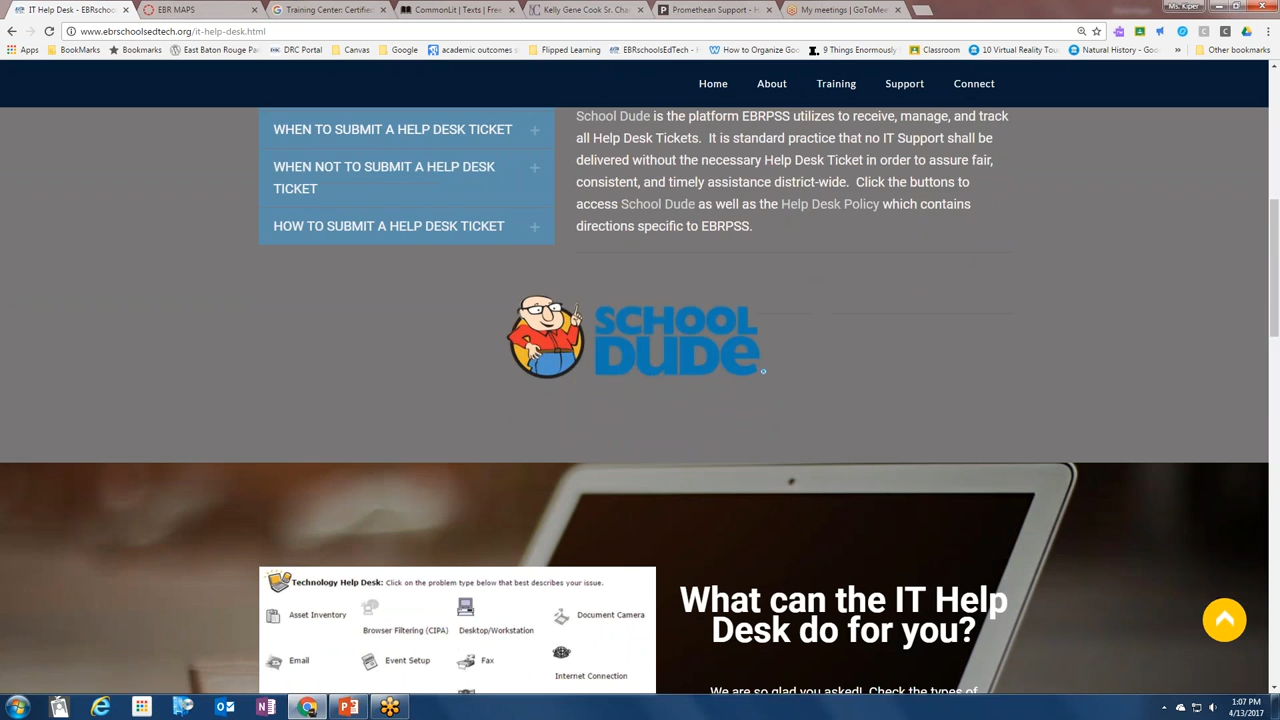 IT Help Desk - EBRschoo
EBR MAPS
Training Center: Certifie
CommonLit | Texts | Free
Kelly Gene Cook Sr. Cha
Promethean Support - H
My meetings | GoToMee
Ms. Kiper
www.ebrschoolsedtech.org/it-help-desk.html
Apps
BookMarks
Bookmarks
East Baton Rouge Par
DRC Portal
Canvas
Google
academic outcomes s
Flipped Learning
EBRschoolsEdTech - H
How to Organize Goo
9 Things Enormously
Classroom
10 Virtual Reality Tou
Natural History - Goo
»
Other bookmarks
Home
About
Training
Support
Connect
WHEN TO SUBMIT A HELP DESK TICKET +
WHEN NOT TO SUBMIT A HELP DESK +
TICKET
HOW TO SUBMIT A HELP DESK TICKET +
School Dude is the platform EBRPSS utilizes to receive, manage, and track
all Help Desk Tickets. It is standard practice that no IT Support shall be
delivered without the necessary Help Desk Ticket in order to assure fair,
consistent, and timely assistance district-wide. Click the buttons to
access School Dude as well as the Help Desk Policy which contains
directions specific to EBRPSS.
SCHOOL
DUDE
Technology Help Desk: Click on the problem type below that best describes your issue.
Asset Inventory
Browser Filtering (CIPA)
Desktop/Workstation
Document Camera
Email
Event Setup
Fax
Internet Connection
What can the IT Help
Desk do for you?
We are so glad you asked! Check the types of
1:07 PM
4/13/2017